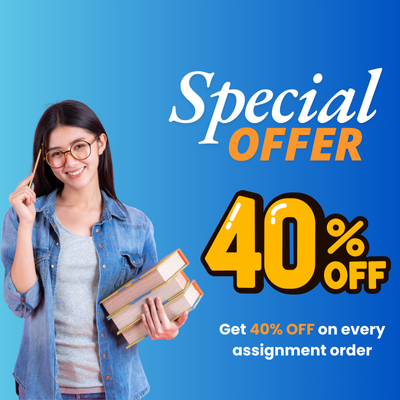 Special
OFFER
40%
OFF
Get 40% OFF on every
assignment order